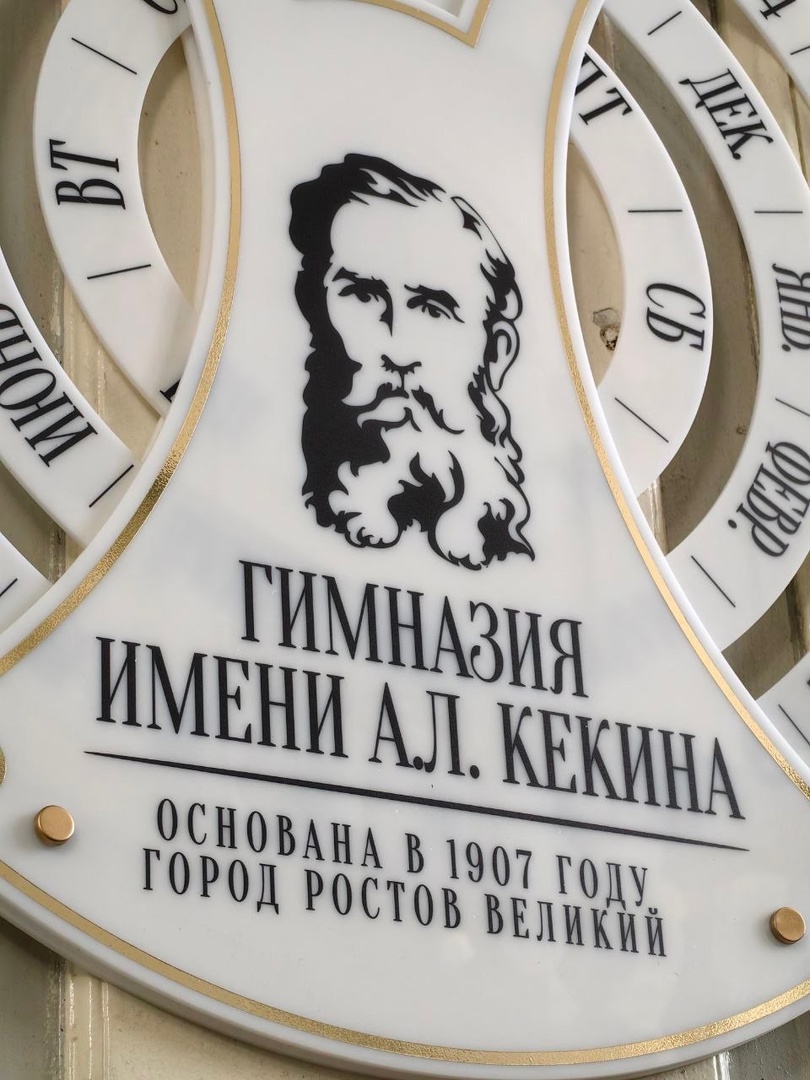 ВТ
ИЮНЬ
ПТ
СБ
ДЕК
ЯНВ.
ФЕВР.
ГИМНАЗИЯ
ИМЕНИ А.Л. КЕКИНА
ОСНОВАНА В 1907 ГОДУ
ГОРОД РОСТОВ ВЕЛИКИЙ